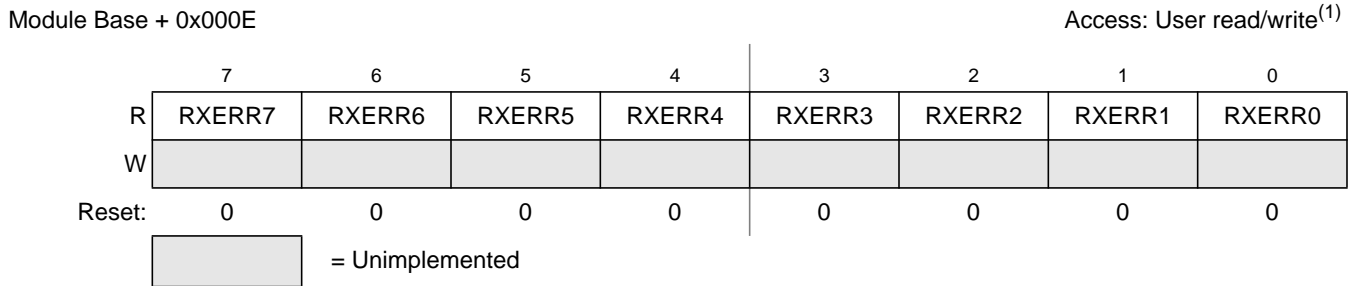 Module Base + 0x000E Access: User read/write(1)
7 6 5 4 3 2 1 0
R RXERR7 RXERR6 RXERR5 RXERR4 RXERR3 RXERR2 RXERR1 RXERR0
W
Reset: 0 0 0 0 0 0 0 0
= Unimplemented